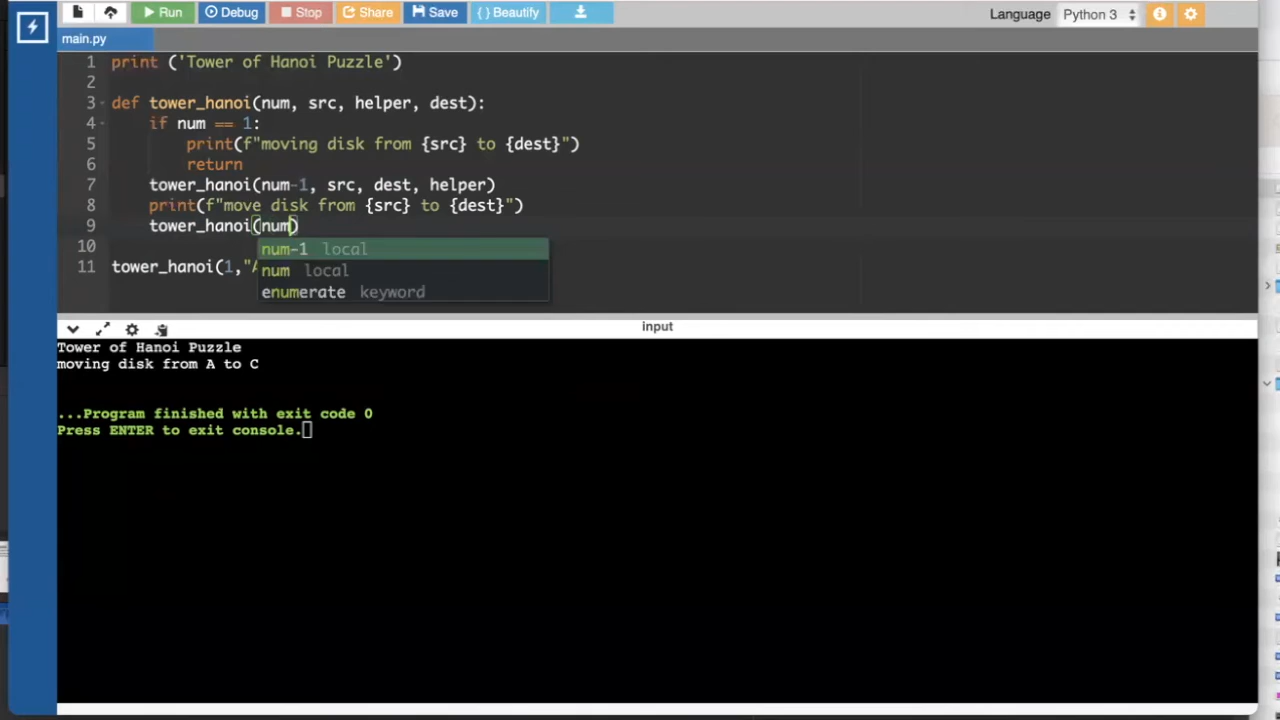 Run Debug Stop Share Save { } Beautify Language Python 3
main.py
1 print ('Tower of Hanoi Puzzle')
2
3 def tower_hanoi(num, src, helper, dest):
4 if num == 1:
5 print(f"moving disk from {src} to {dest}")
6 return
7 tower_hanoi(num-1, src, dest, helper)
8 print(f"move disk from {src} to {dest}")
9 tower_hanoi(num)
num-1 local
num local
enumerate keyword
10
11 tower_hanoi(1,"A
input
Tower of Hanoi Puzzle
moving disk from A to C
...Program finished with exit code 0
Press ENTER to exit console.